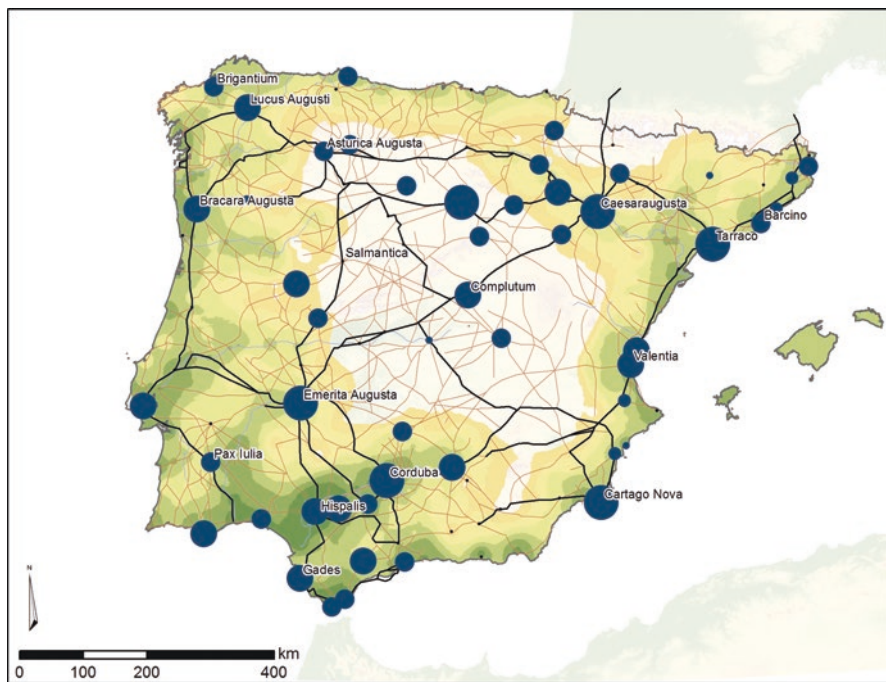 Brigantium
Lucus Augusti
Asturica Augusta
Bracara Augusta
Caesaraugusta
Barcino
Tarraco
Salmantica
Complutum
Valentia
Emerita Augusta
Pax Iulia
Corduba
Cartago Nova
Hispalis
Gades
N
km
0 100 200 400